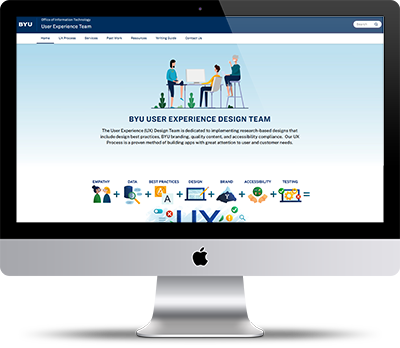 BYU
Office of Information Technology
User Experience Team
Search
Home UX Process Services Past Work Resources Writing Guide Contact Us
BYU USER EXPERIENCE DESIGN TEAM
The User Experience (UX) Design Team is dedicated to implementing research-based designs that
include design best practices, BYU branding, quality content, and accessibility compliance. Our UX
Process is a proven method of building apps with great attention to user and customer needs.
EMPATHY DATA BEST PRACTICES DESIGN BRAND ACCESSIBILITY TESTING
+ + + + + + =
A
UX